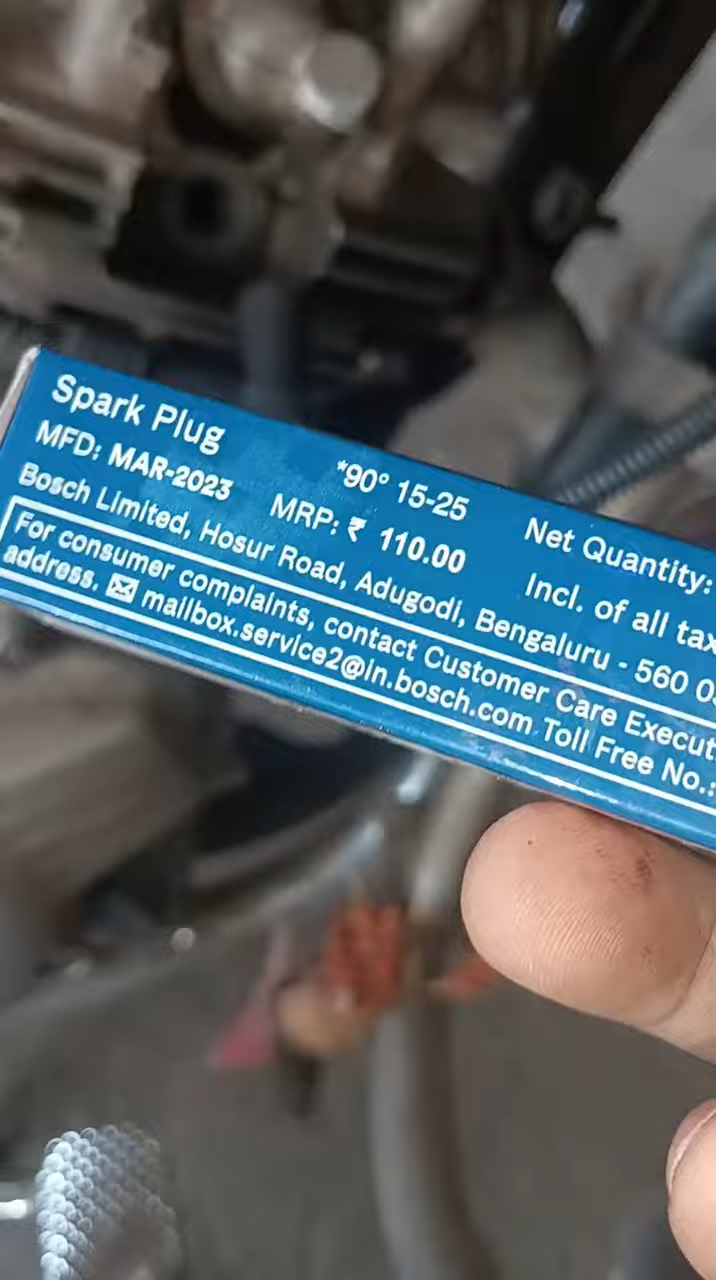 Spark Plug
*90° 15-25
Net Quantity:
MFD: MAR-2023
MRP: ₹ 110.00
Incl. of all
Bosch Limited, Hosur Road, Adugodi, Bengaluru - 560
For consumer complaints, contact Customer Care
address. ✉ mailbox.service2@in.bosch.com Toll Free No.: